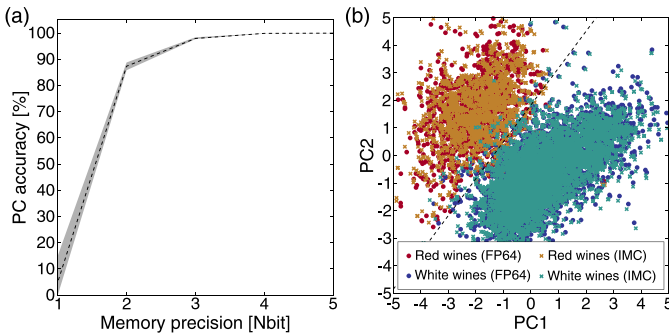 (a)
PC accuracy [%]
100
90
80
70
60
50
40
30
20
10
0
1 2 3 4 5
Memory precision [Nbit]
(b)
PC2
5
4
3
2
1
0
-1
-2
-3
-4
-5
Red wines (FP64) Red wines (IMC)
White wines (FP64) White wines (IMC)
-5 -4 -3 -2 -1 0 1 2 3 4 5
PC1